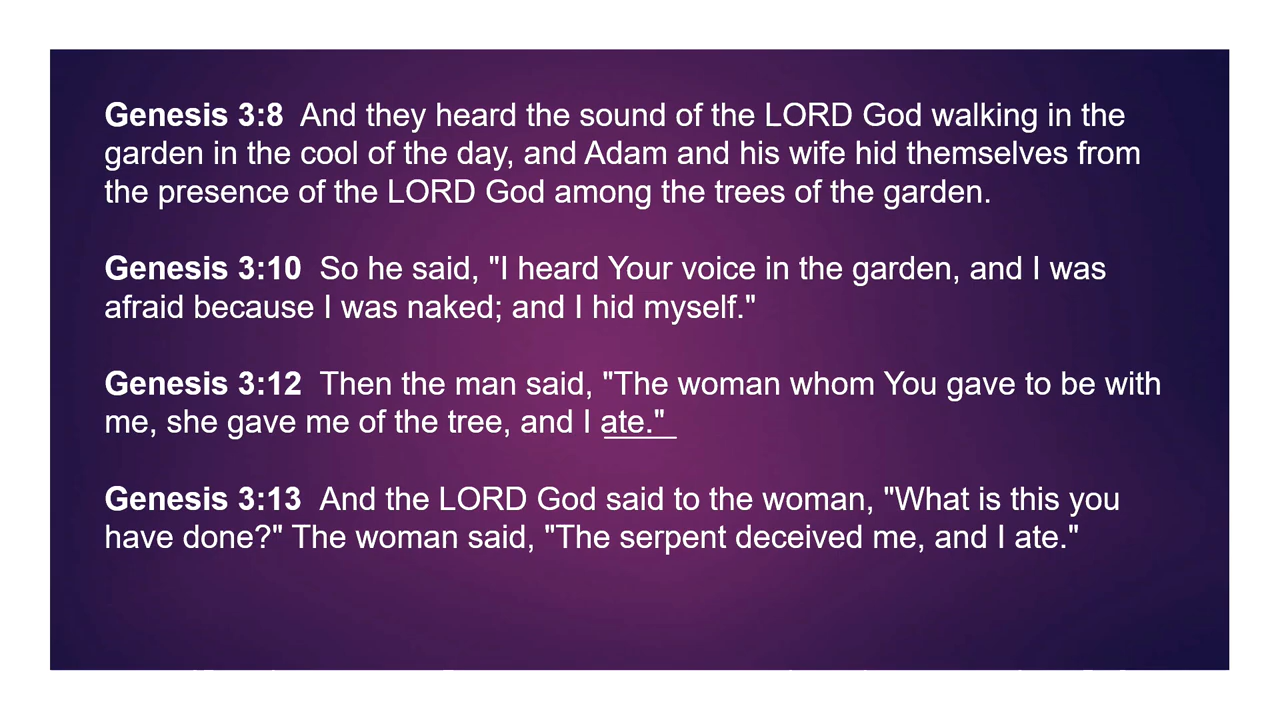 Genesis 3:8  And they heard the sound of the LORD God walking in the
garden in the cool of the day, and Adam and his wife hid themselves from
the presence of the LORD God among the trees of the garden.
Genesis 3:10  So he said, "I heard Your voice in the garden, and I was
afraid because I was naked; and I hid myself."
Genesis 3:12  Then the man said, "The woman whom You gave to be with
me, she gave me of the tree, and I ate."
Genesis 3:13  And the LORD God said to the woman, "What is this you
have done?" The woman said, "The serpent deceived me, and I ate."